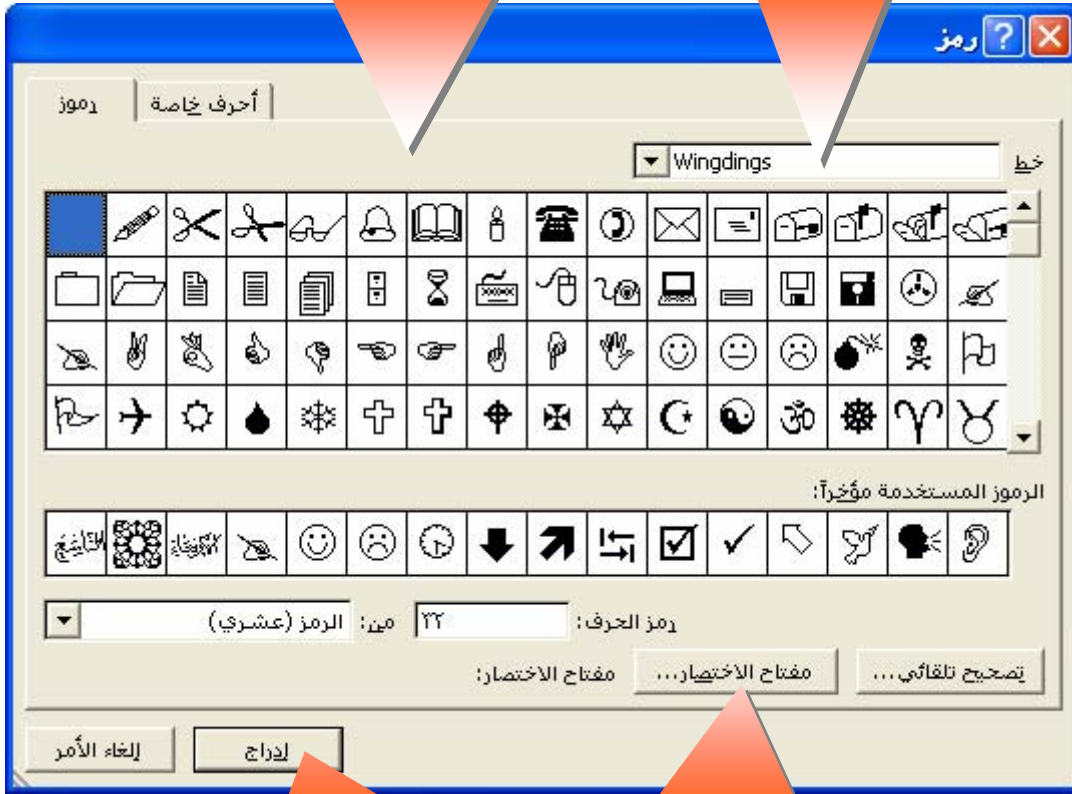 رمز
رموز
أحرف خاصة
خط
Wingdings
الرموز المستخدمة مؤخراً:
رمز الحرف: ٣٢ من: الرمز (عشري)
تصحيح تلقائي... مفتاح الاختصار... مفتاح الاختصار:
إدراج إلغاء الأمر